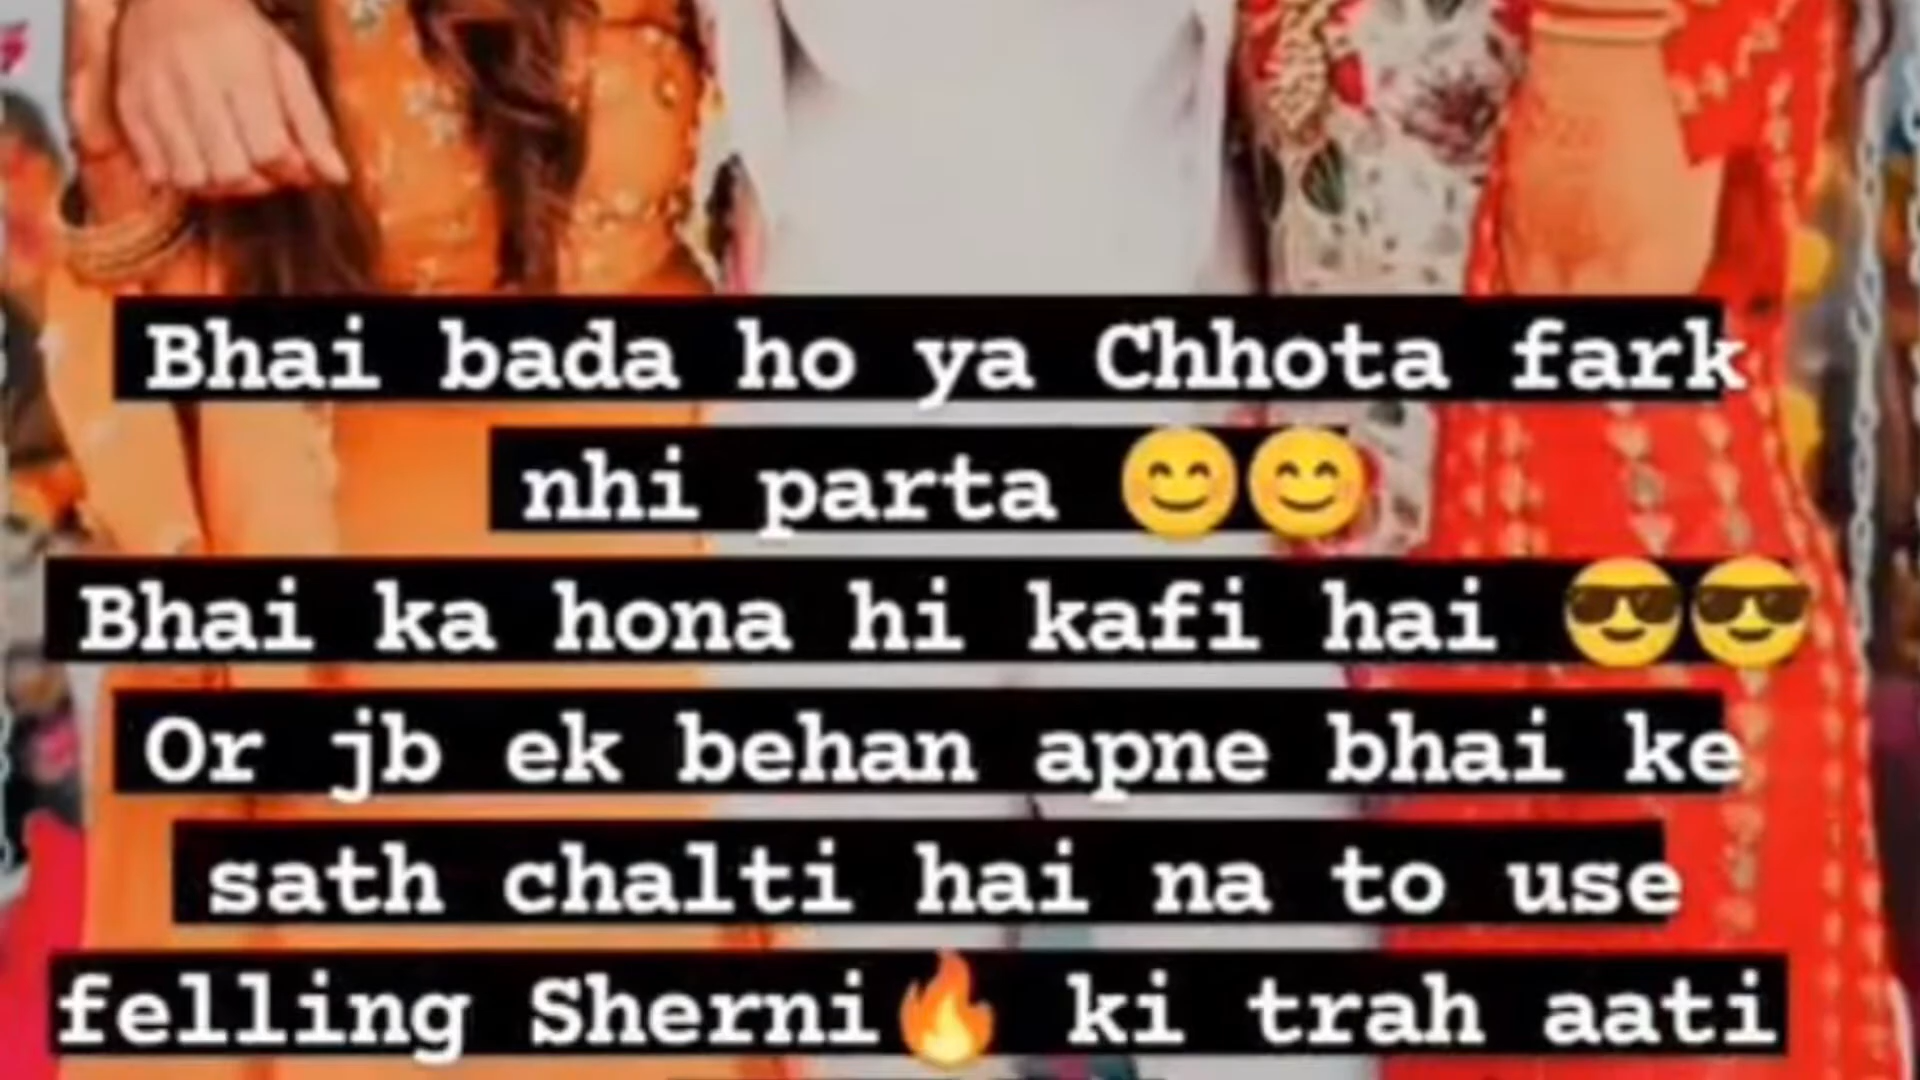 Bhai bada ho ya Chhota fark
nhi parta 😊😊
Bhai ka hona hi kafi hai 😎😎
Or jb ek behan apne bhai ke
sath chalti hai na to use
felling Sherni🔥 ki trah aati